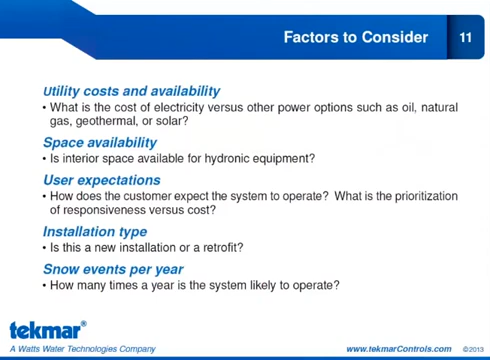 Factors to Consider
11
Utility costs and availability
• What is the cost of electricity versus other power options such as oil, natural
gas, geothermal, or solar?
Space availability
• Is interior space available for hydronic equipment?
User expectations
• How does the customer expect the system to operate? What is the prioritization
of responsiveness versus cost?
Installation type
• Is this a new installation or a retrofit?
Snow events per year
• How many times a year is the system likely to operate?
tekmar®
A Watts Water Technologies Company
www.tekmarControls.com
©2013